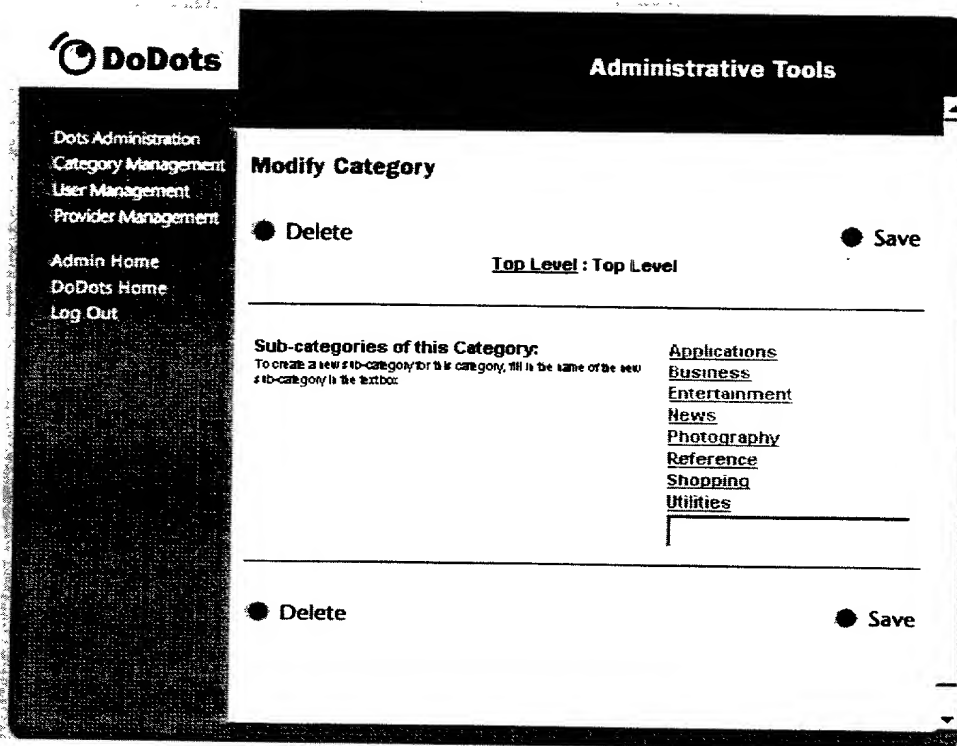 DoDots
Administrative Tools
Dots Administration
Category Management
User Management
Provider Management
Admin Home
DoDots Home
Log Out
Modify Category
Delete
Save
Top Level : Top Level
Sub-categories of this Category:
To create a new sub-category for this category, fill in the name of the new
sub-category in the textbox
Applications
Business
Entertainment
News
Photography
Reference
Shopping
Utilities
Delete
Save